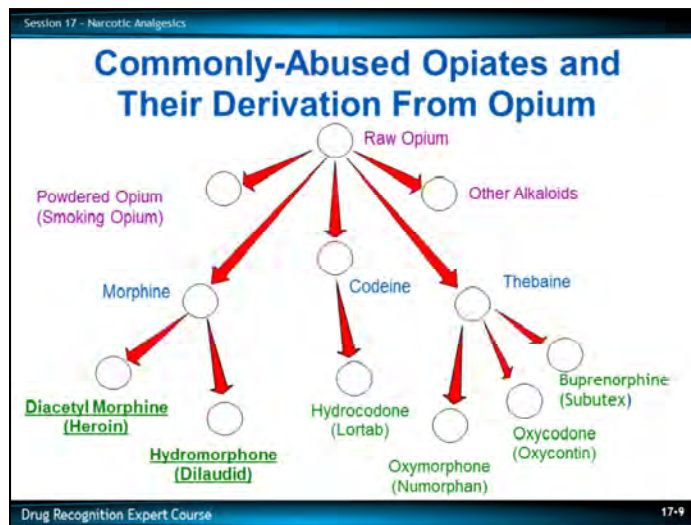 Session 17 - Narcotic Analgesics
Commonly-Abused Opiates and
Their Derivation From Opium
Raw Opium
Powdered Opium
(Smoking Opium)
Other Alkaloids
Morphine
Codeine
Thebaine
Diacetyl Morphine
(Heroin)
Hydromorphone
(Dilaudid)
Hydrocodone
(Lortab)
Oxymorphone
(Numorphan)
Oxycodone
(Oxycontin)
Buprenorphine
(Subutex)
Drug Recognition Expert Course
17-9